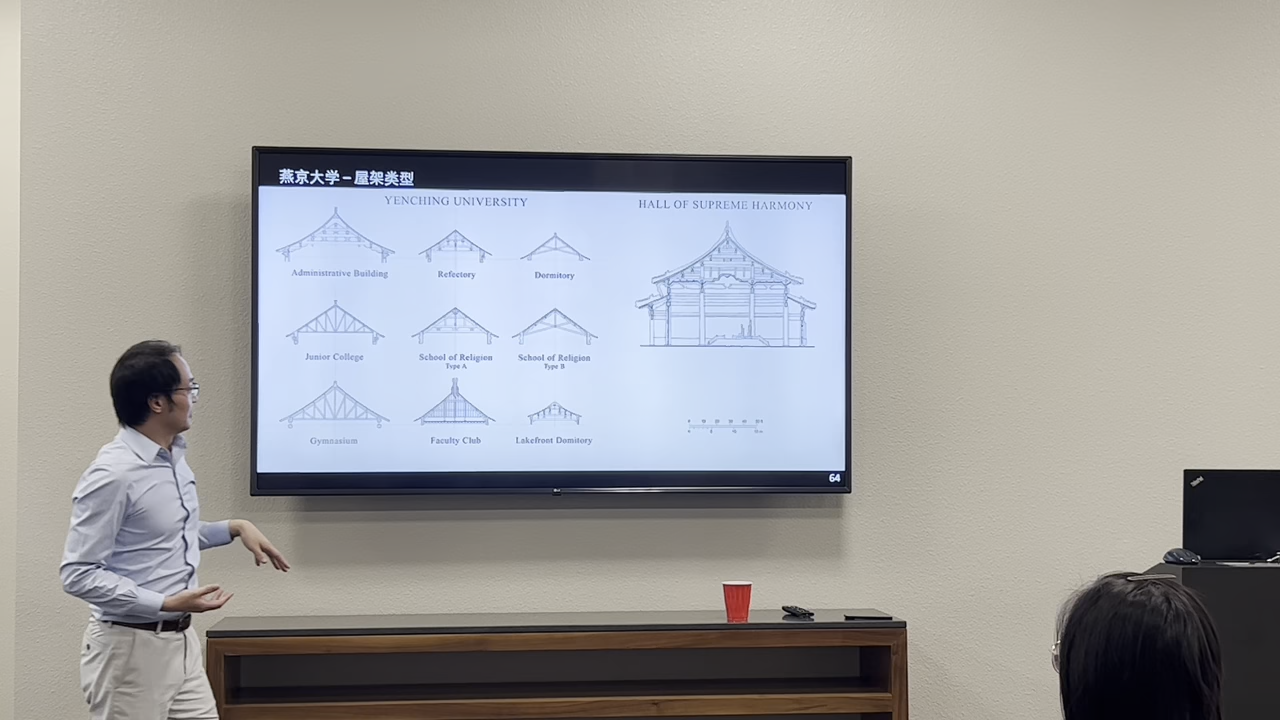 燕京大学 – 屋架类型
YENCHING UNIVERSITY
HALL OF SUPREME HARMONY
Administrative Building
Refectory
Dormitory
Junior College
School of Religion
Type A
School of Religion
Type B
Gymnasium
Faculty Club
Lakefront Domitory
64
ThinkPad